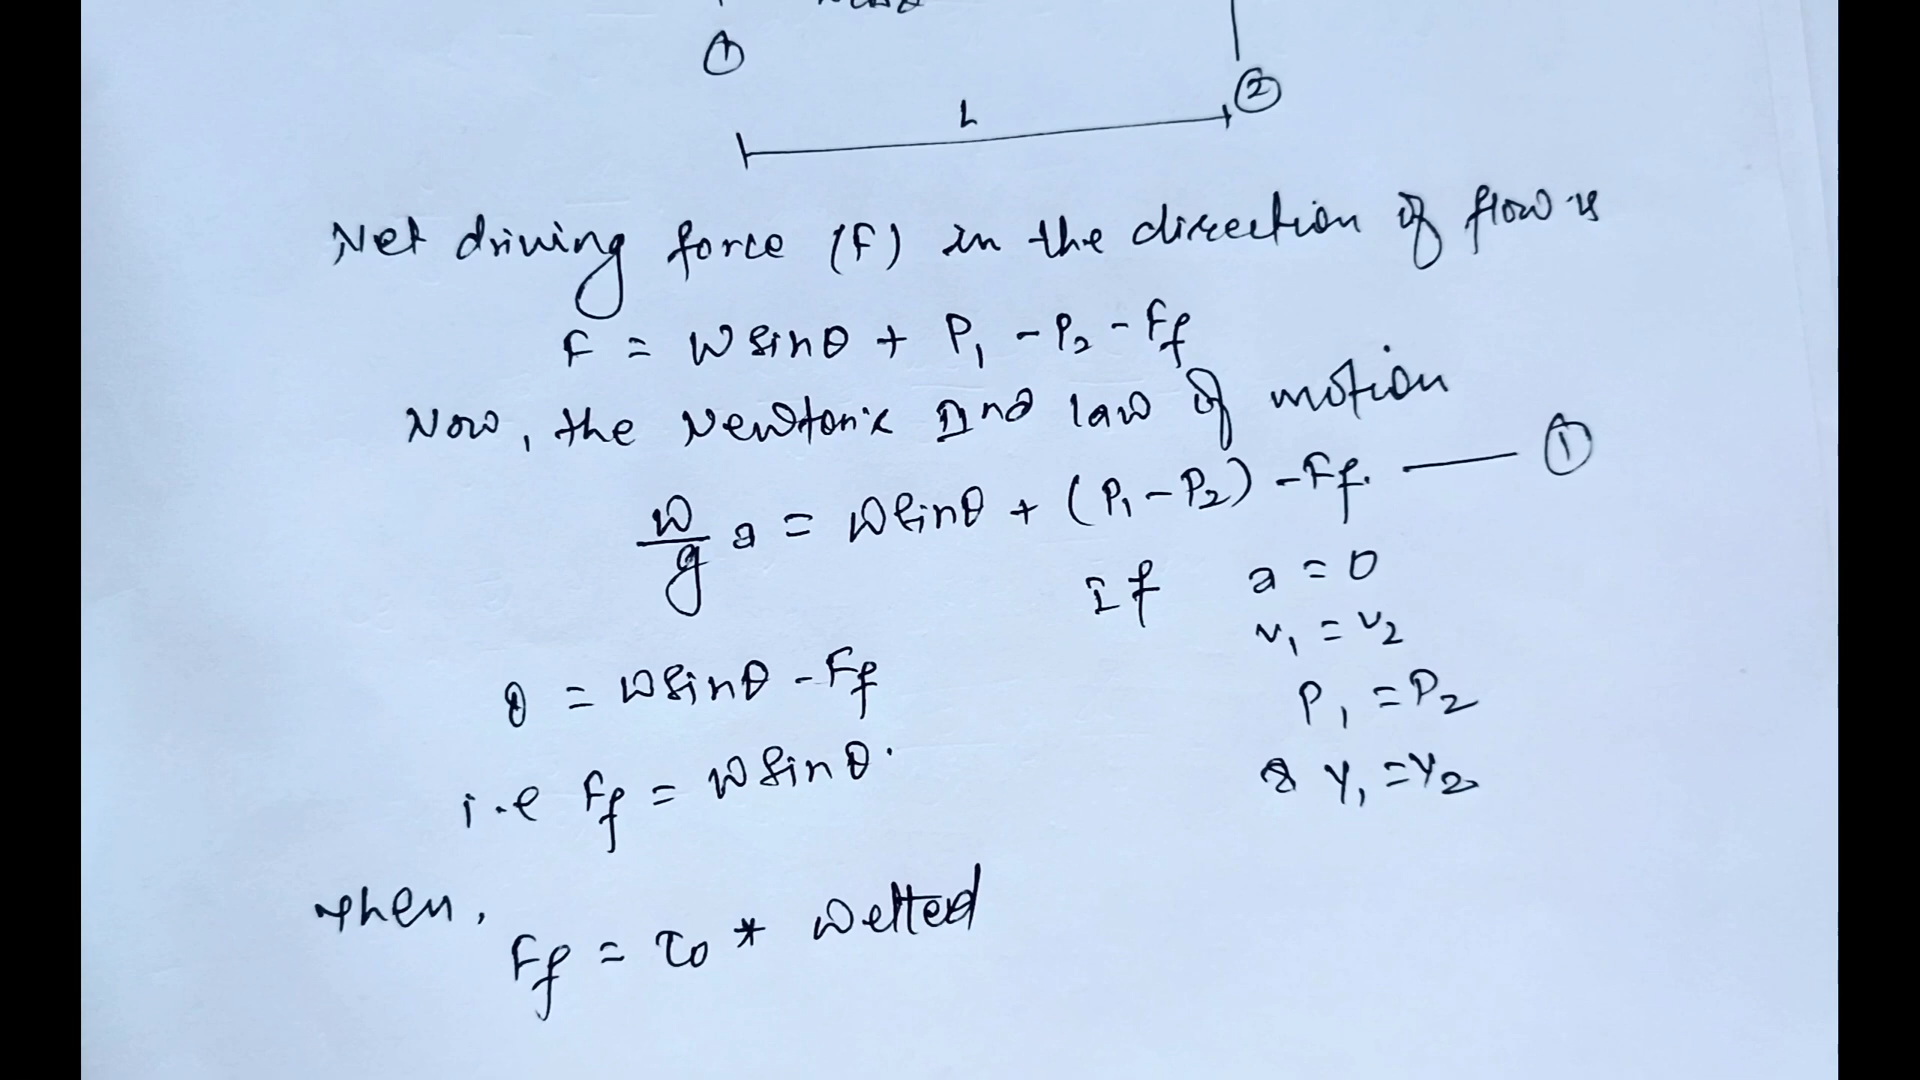 ①
②
L
Net driving force (F) in the direction of flow is
F = W sinθ + P₁ - P₂ - Ff
Now, the Newton's IInd law of motion
W/g a = W sinθ + (P₁ - P₂) - Ff. —— ①
If a = 0
v₁ = v₂
0 = W sinθ - Ff
P₁ = P₂
i.e Ff = W sinθ.
& Y₁ = Y₂
then,
Ff = τ₀ * wetted